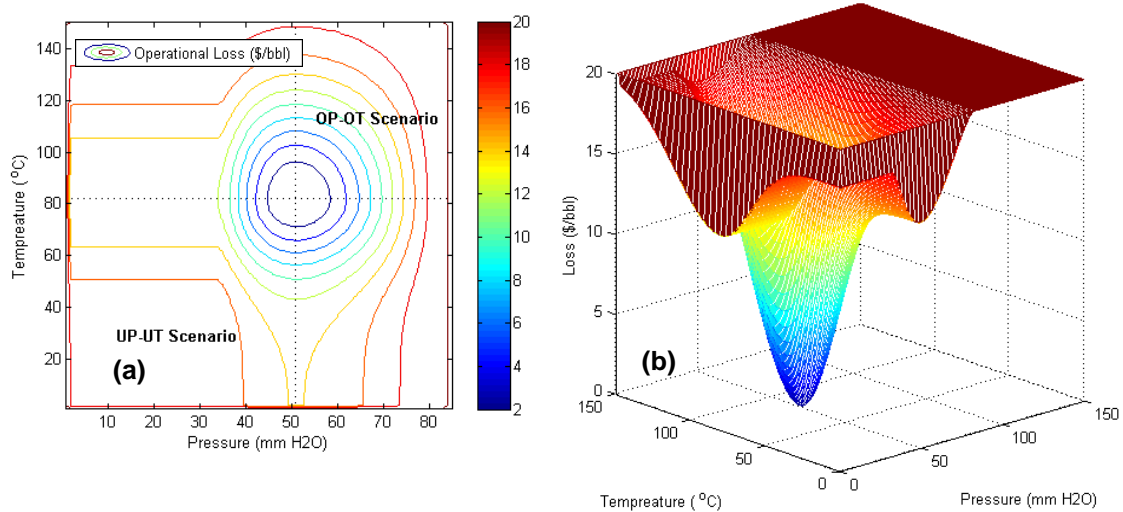 Operational Loss ($/bbl)
OP-OT Scenario
UP-UT Scenario
(a)
140
120
100
80
60
40
20
Tempreature ( °C)
10 20 30 40 50 60 70 80
Pressure (mm H2O)
20
18
16
14
12
10
8
6
4
2
20
15
10
5
0
Loss ($/bbl)
(b)
150
100
50
0
Tempreature ( °C)
0
50
100
150
Pressure (mm H2O)